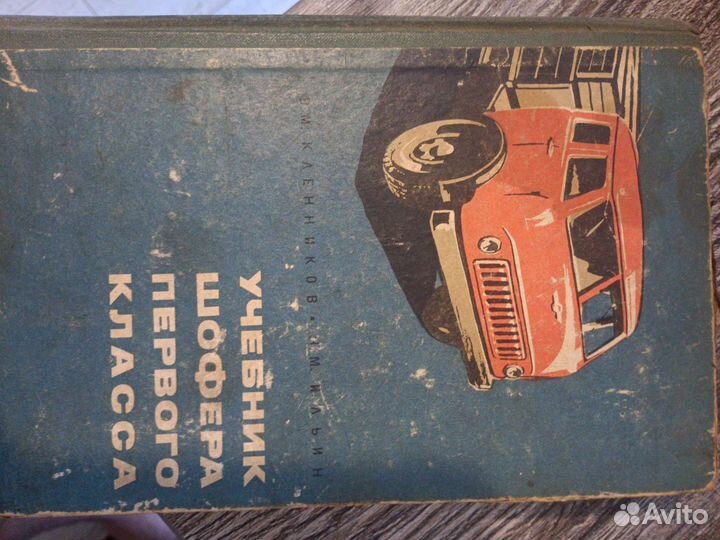 В.М.КЛЕННИКОВ • Н.М.ИЛЬИН
УЧЕБНИК
ШОФЕРА
ПЕРВОГО
КЛАССА
Avito